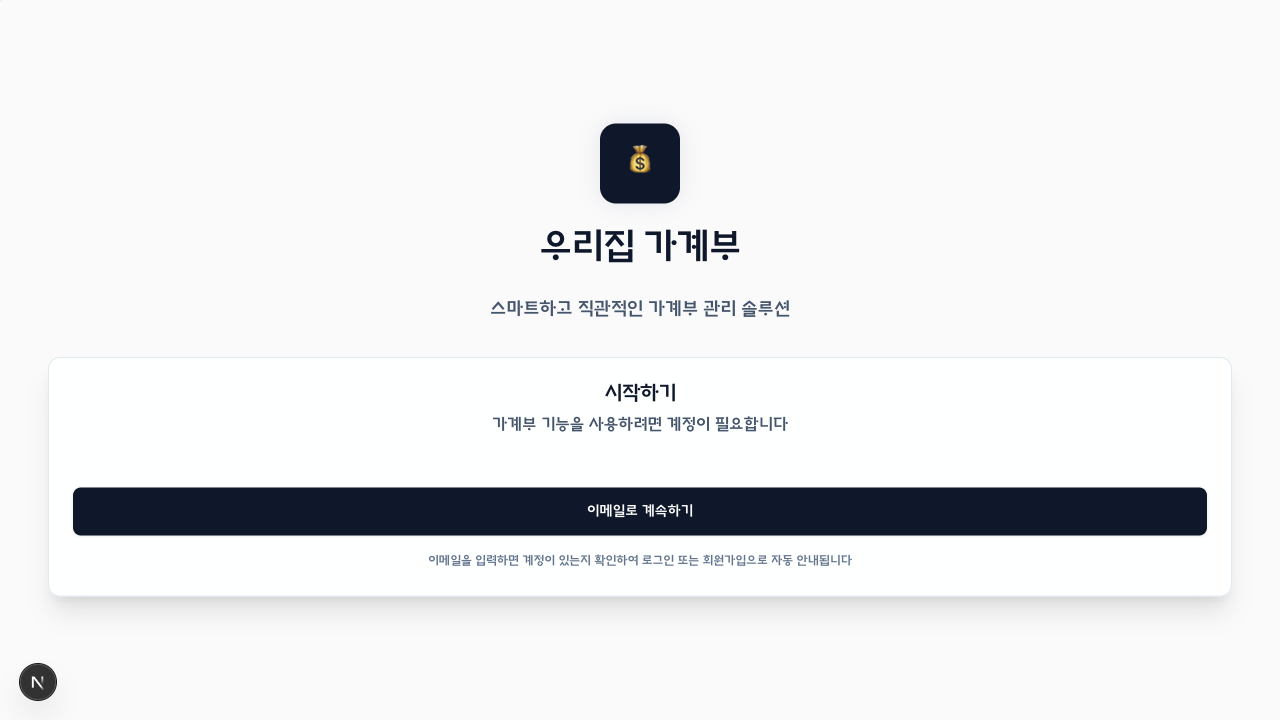 우리집 가계부
스마트하고 직관적인 가계부 관리 솔루션
시작하기
가계부 기능을 사용하려면 계정이 필요합니다
이메일로 계속하기
이메일을 입력하면 계정이 있는지 확인하여 로그인 또는 회원가입으로 자동 안내됩니다
N